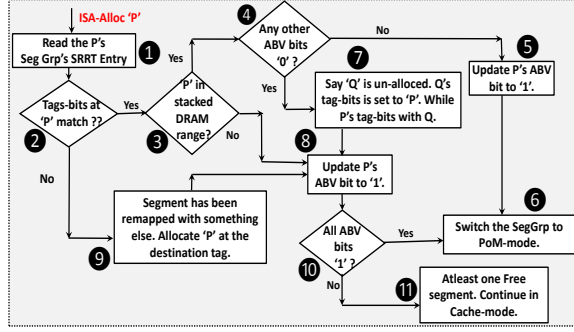 ISA-Alloc 'P'
Read the P's
Seg Grp's SRRT Entry
1
Tags-bits at
'P' match ??
2
Yes
No
'P' in
stacked
DRAM
range?
3
Yes
No
4
Any other
ABV bits
'0' ?
No
Yes
5
Update P's ABV
bit to '1'.
7
Say 'Q' is un-alloced. Q's
tag-bits is set to 'P'. While
P's tag-bits with Q.
8
Update P's
ABV bit to '1'.
6
Switch the SegGrp to
PoM-mode.
Segment has been
remapped with something
else. Allocate 'P' at the
destination tag.
9
All ABV
bits
'1' ?
10
Yes
No
11
Atleast one Free
segment. Continue in
Cache-mode.